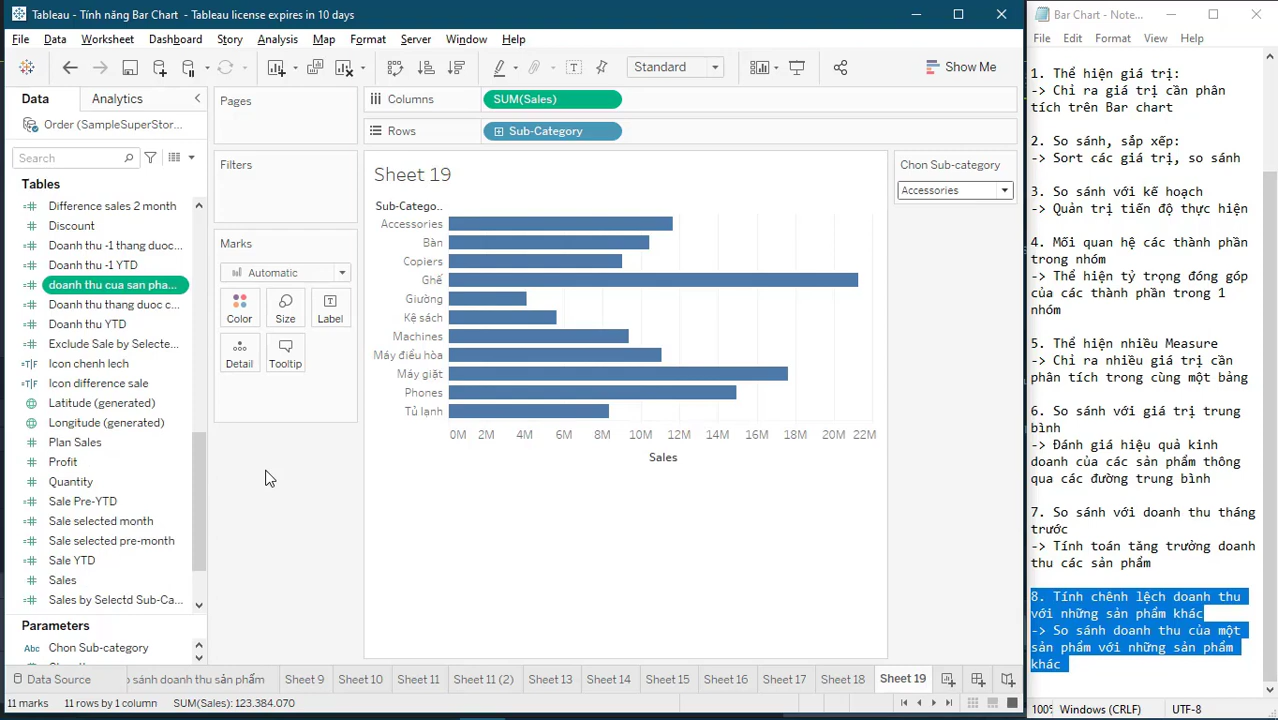 Tableau - Tính năng Bar Chart - Tableau license expires in 10 days
File Data Worksheet Dashboard Story Analysis Map Format Server Window Help
Standard
Show Me
Data Analytics
Order (SampleSuperStor...
Search
Tables
Difference sales 2 month
Discount
Doanh thu -1 thang duoc...
Doanh thu -1 YTD
doanh thu cua san pha...
Doanh thu thang duoc c...
Doanh thu YTD
Exclude Sale by Selecte...
Icon chenh lech
Icon difference sale
Latitude (generated)
Longitude (generated)
Plan Sales
Profit
Quantity
Sale Pre-YTD
Sale selected month
Sale selected pre-month
Sale YTD
Sales
Sales by Selectd Sub-Ca...
Parameters
Abc Chon Sub-category
Pages
Filters
Marks
Automatic
Color Size Label
Detail Tooltip
Columns SUM(Sales)
Rows Sub-Category
Sheet 19
Sub-Catego..
Accessories
Bàn
Copiers
Ghế
Giường
Kệ sách
Machines
Máy điều hòa
Máy giặt
Phones
Tủ lạnh
0M 2M 4M 6M 8M 10M 12M 14M 16M 18M 20M 22M
Sales
Chon Sub-category
Accessories
Data Source
so sánh doanh thu sản phẩm Sheet 9 Sheet 10 Sheet 11 Sheet 11 (2) Sheet 13 Sheet 14 Sheet 15 Sheet 16 Sheet 17 Sheet 18 Sheet 19
11 marks 11 rows by 1 column SUM(Sales): 123.384.070
Bar Chart - Note...
File Edit Format View Help
1. Thể hiện giá trị:
-> Chỉ ra giá trị cần phân
tích trên Bar chart
2. So sánh, sắp xếp:
-> Sort các giá trị, so sánh
3. So sánh với kế hoạch
-> Quản trị tiến độ thực hiện
4. Mối quan hệ các thành phần
trong nhóm
-> Thể hiện tỷ trọng đóng góp
của các thành phần trong 1
nhóm
5. Thể hiện nhiều Measure
-> Chỉ ra nhiều giá trị cần
phân tích trong cùng một bảng
6. So sánh với giá trị trung
bình
-> Đánh giá hiệu quả kinh
doanh của các sản phẩm thông
qua các đường trung bình
7. So sánh với doanh thu tháng
trước
-> Tính toán tăng trưởng doanh
thu các sản phẩm
8. Tính chênh lệch doanh thu
với những sản phẩm khác
-> So sánh doanh thu của một
sản phẩm với những sản phẩm
khác
100% Windows (CRLF) UTF-8